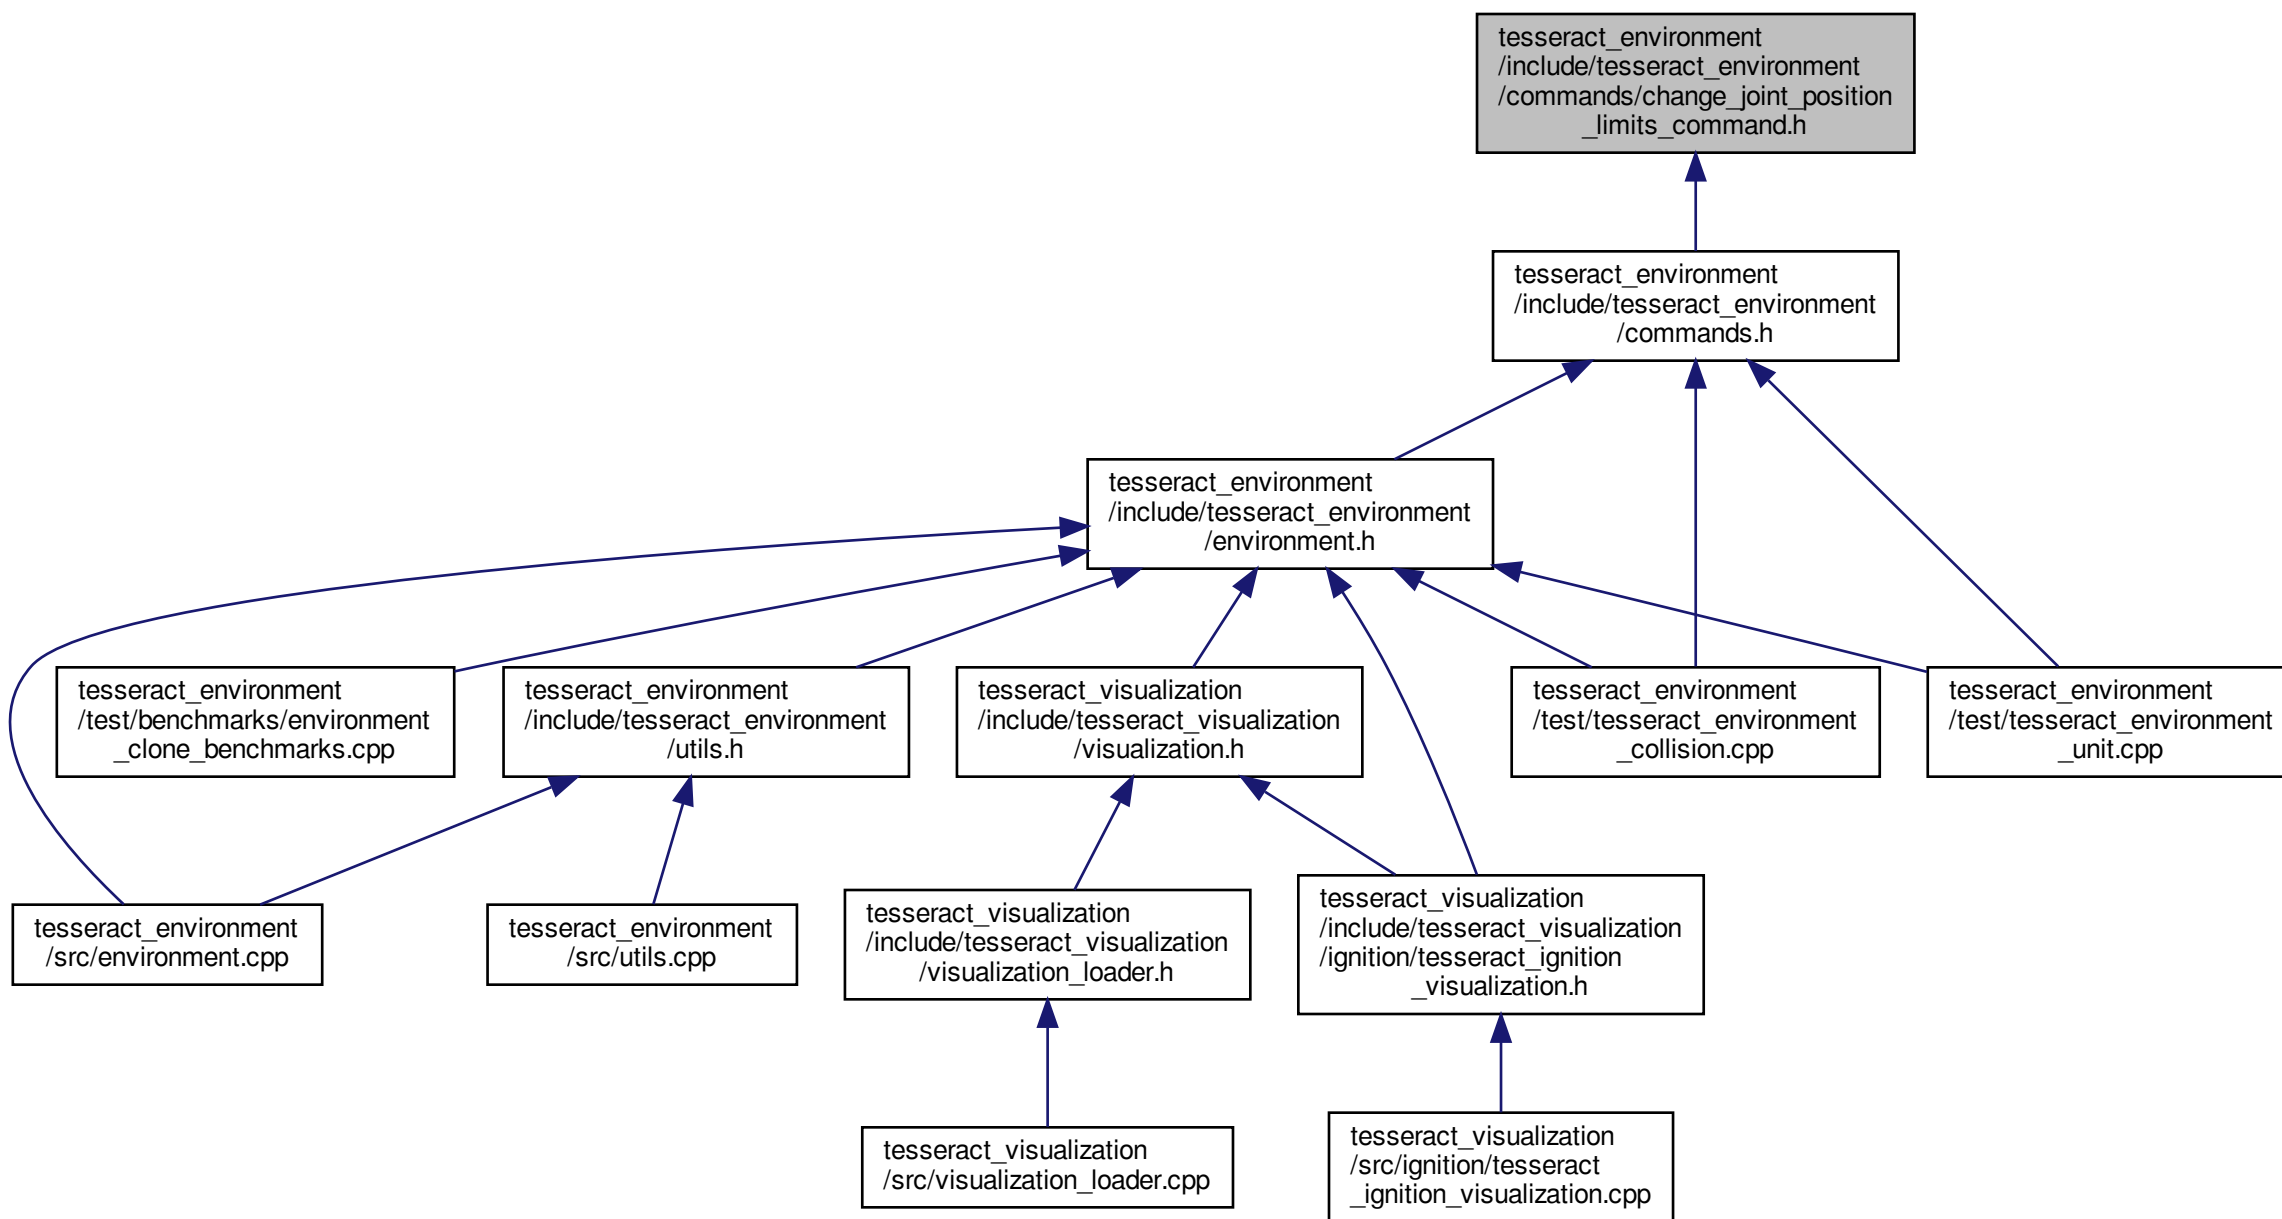 tesseract_environment
/include/tesseract_environment
/commands/change_joint_position
_limits_command.h
tesseract_environment
/include/tesseract_environment
/commands.h
tesseract_environment
/include/tesseract_environment
/environment.h
tesseract_environment
/test/benchmarks/environment
_clone_benchmarks.cpp
tesseract_environment
/include/tesseract_environment
/utils.h
tesseract_visualization
/include/tesseract_visualization
/visualization.h
tesseract_environment
/test/tesseract_environment
_collision.cpp
tesseract_environment
/test/tesseract_environment
_unit.cpp
tesseract_environment
/src/environment.cpp
tesseract_environment
/src/utils.cpp
tesseract_visualization
/include/tesseract_visualization
/visualization_loader.h
tesseract_visualization
/include/tesseract_visualization
/ignition/tesseract_ignition
_visualization.h
tesseract_visualization
/src/visualization_loader.cpp
tesseract_visualization
/src/ignition/tesseract
_ignition_visualization.cpp